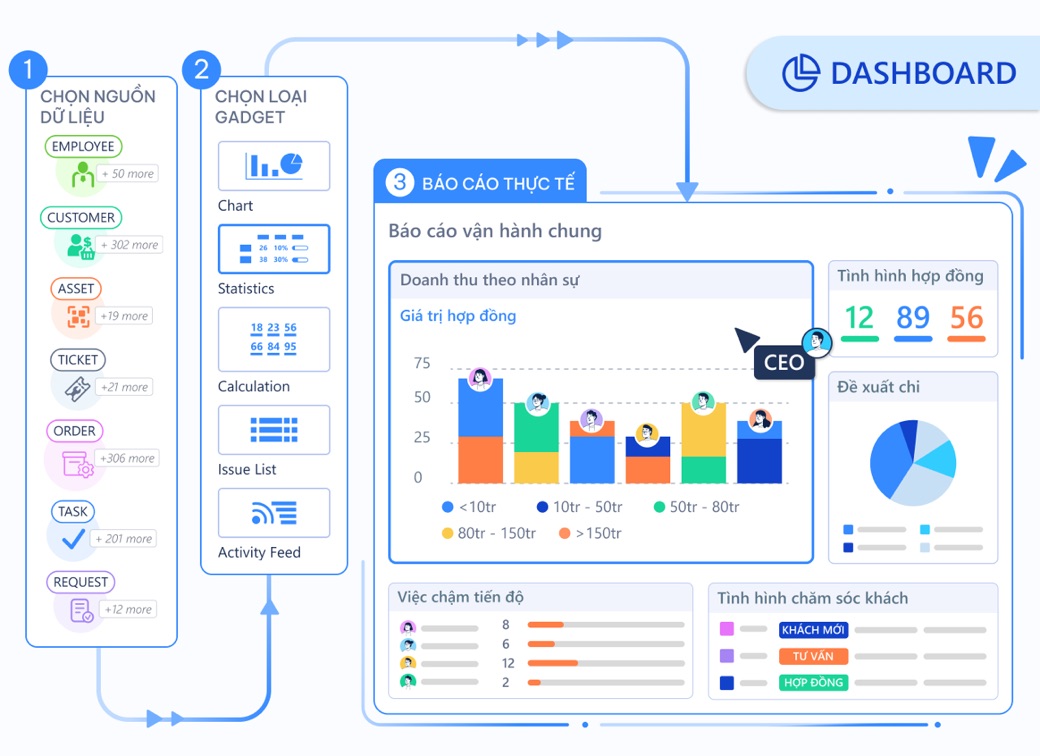 DASHBOARD
1
CHỌN NGUỒN
DỮ LIỆU
EMPLOYEE
+ 50 more
CUSTOMER
+ 302 more
ASSET
+19 more
TICKET
+21 more
ORDER
+306 more
TASK
+ 201 more
REQUEST
+12 more
2
CHỌN LOẠI
GADGET
Chart
26 10%
38 30%
Statistics
18 23 56
66 84 95
Calculation
Issue List
Activity Feed
3 BÁO CÁO THỰC TẾ
Báo cáo vận hành chung
Doanh thu theo nhân sự
Giá trị hợp đồng
75
50
25
0
<10tr
10tr - 50tr
50tr - 80tr
80tr - 150tr
>150tr
CEO
Tình hình hợp đồng
12 89 56
Đề xuất chi
Việc chậm tiến độ
8
6
12
2
Tình hình chăm sóc khách
KHÁCH MỚI
TƯ VẤN
HỢP ĐỒNG